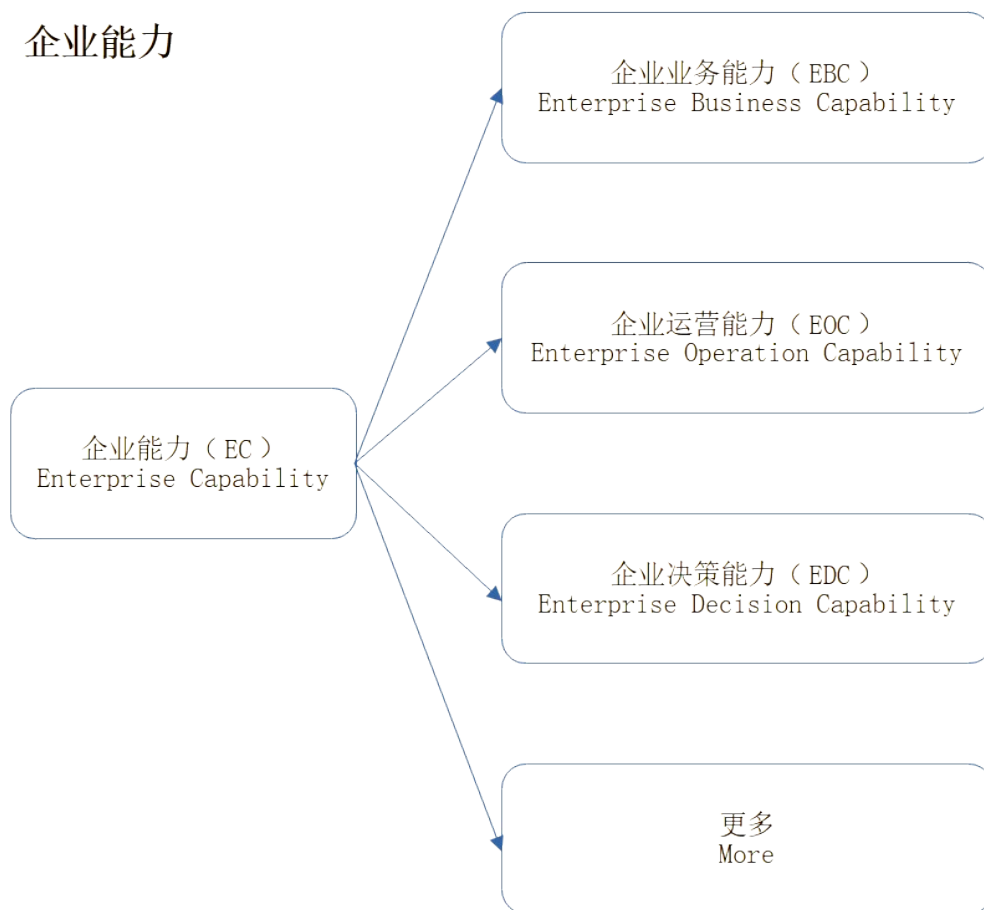 企业能力
企业业务能力（EBC）
Enterprise Business Capability
企业运营能力（EOC）
Enterprise Operation Capability
企业能力（EC）
Enterprise Capability
企业决策能力（EDC）
Enterprise Decision Capability
更多
More